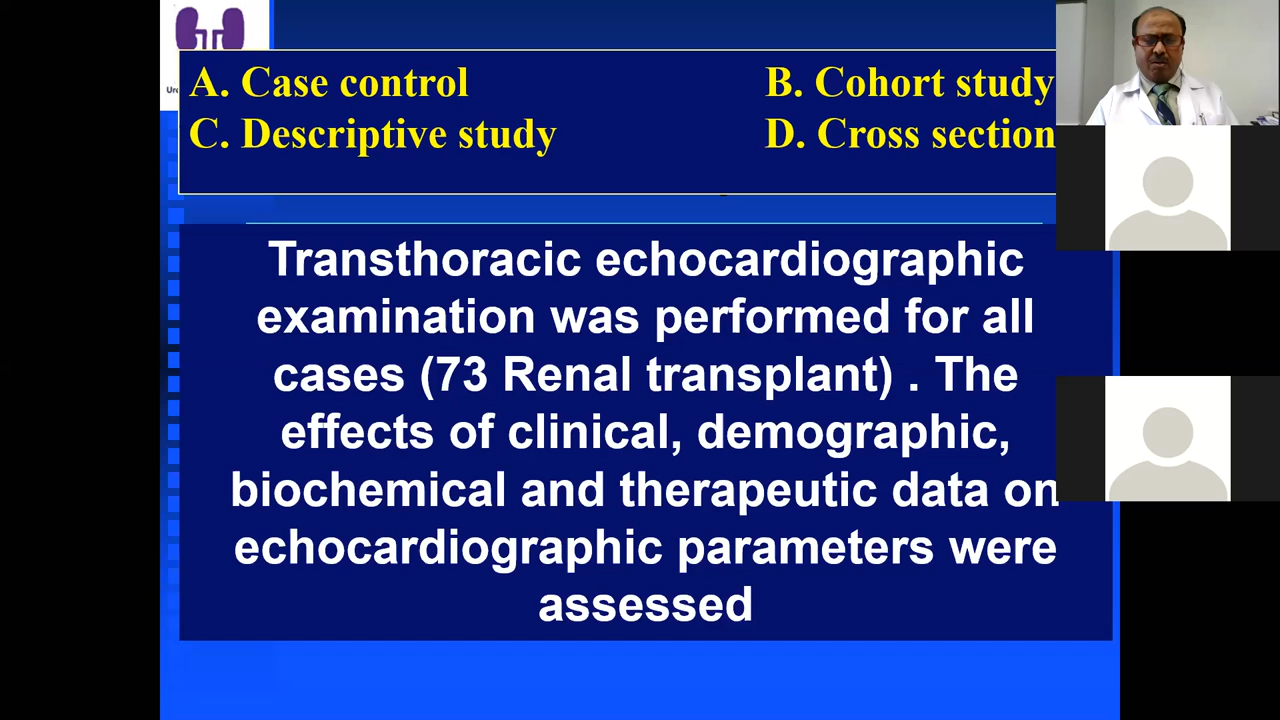 A. Case control B. Cohort study
C. Descriptive study D. Cross section
Transthoracic echocardiographic
examination was performed for all
cases (73 Renal transplant) . The
effects of clinical, demographic,
biochemical and therapeutic data on
echocardiographic parameters were
assessed